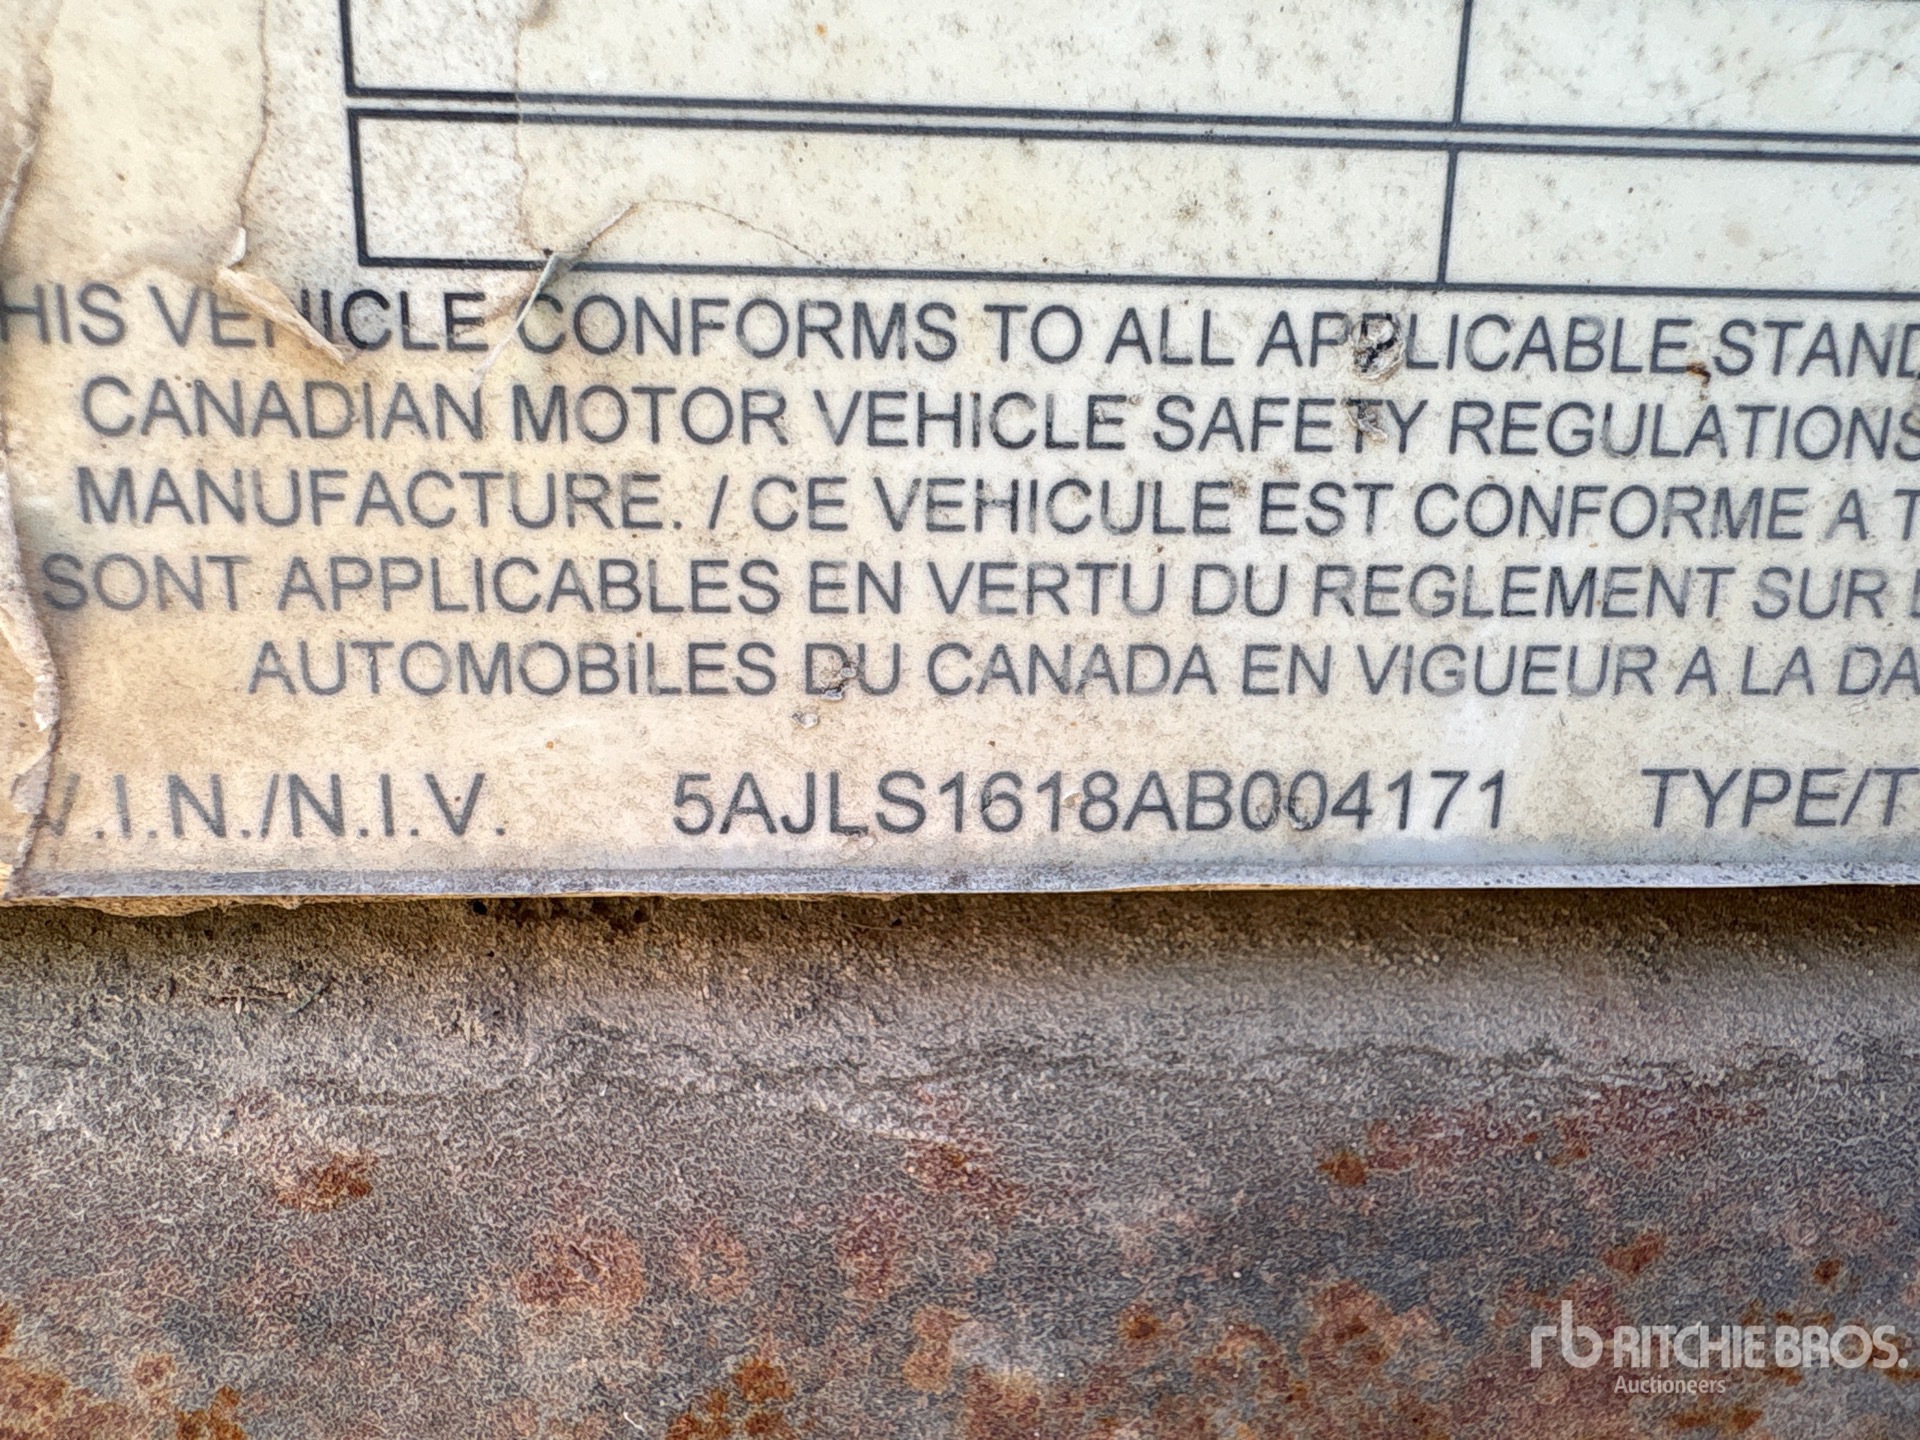 HIS VEHICLE CONFORMS TO ALL APPLICABLE STAND
CANADIAN MOTOR VEHICLE SAFETY REGULATIONS
MANUFACTURE. / CE VEHICULE EST CONFORME A T
SONT APPLICABLES EN VERTU DU REGLEMENT SUR
AUTOMOBILES DU CANADA EN VIGUEUR A LA DA
V.I.N./N.I.V. 5AJLS1618AB004171 TYPE/T
rb RITCHIE BROS.
Auctioneers